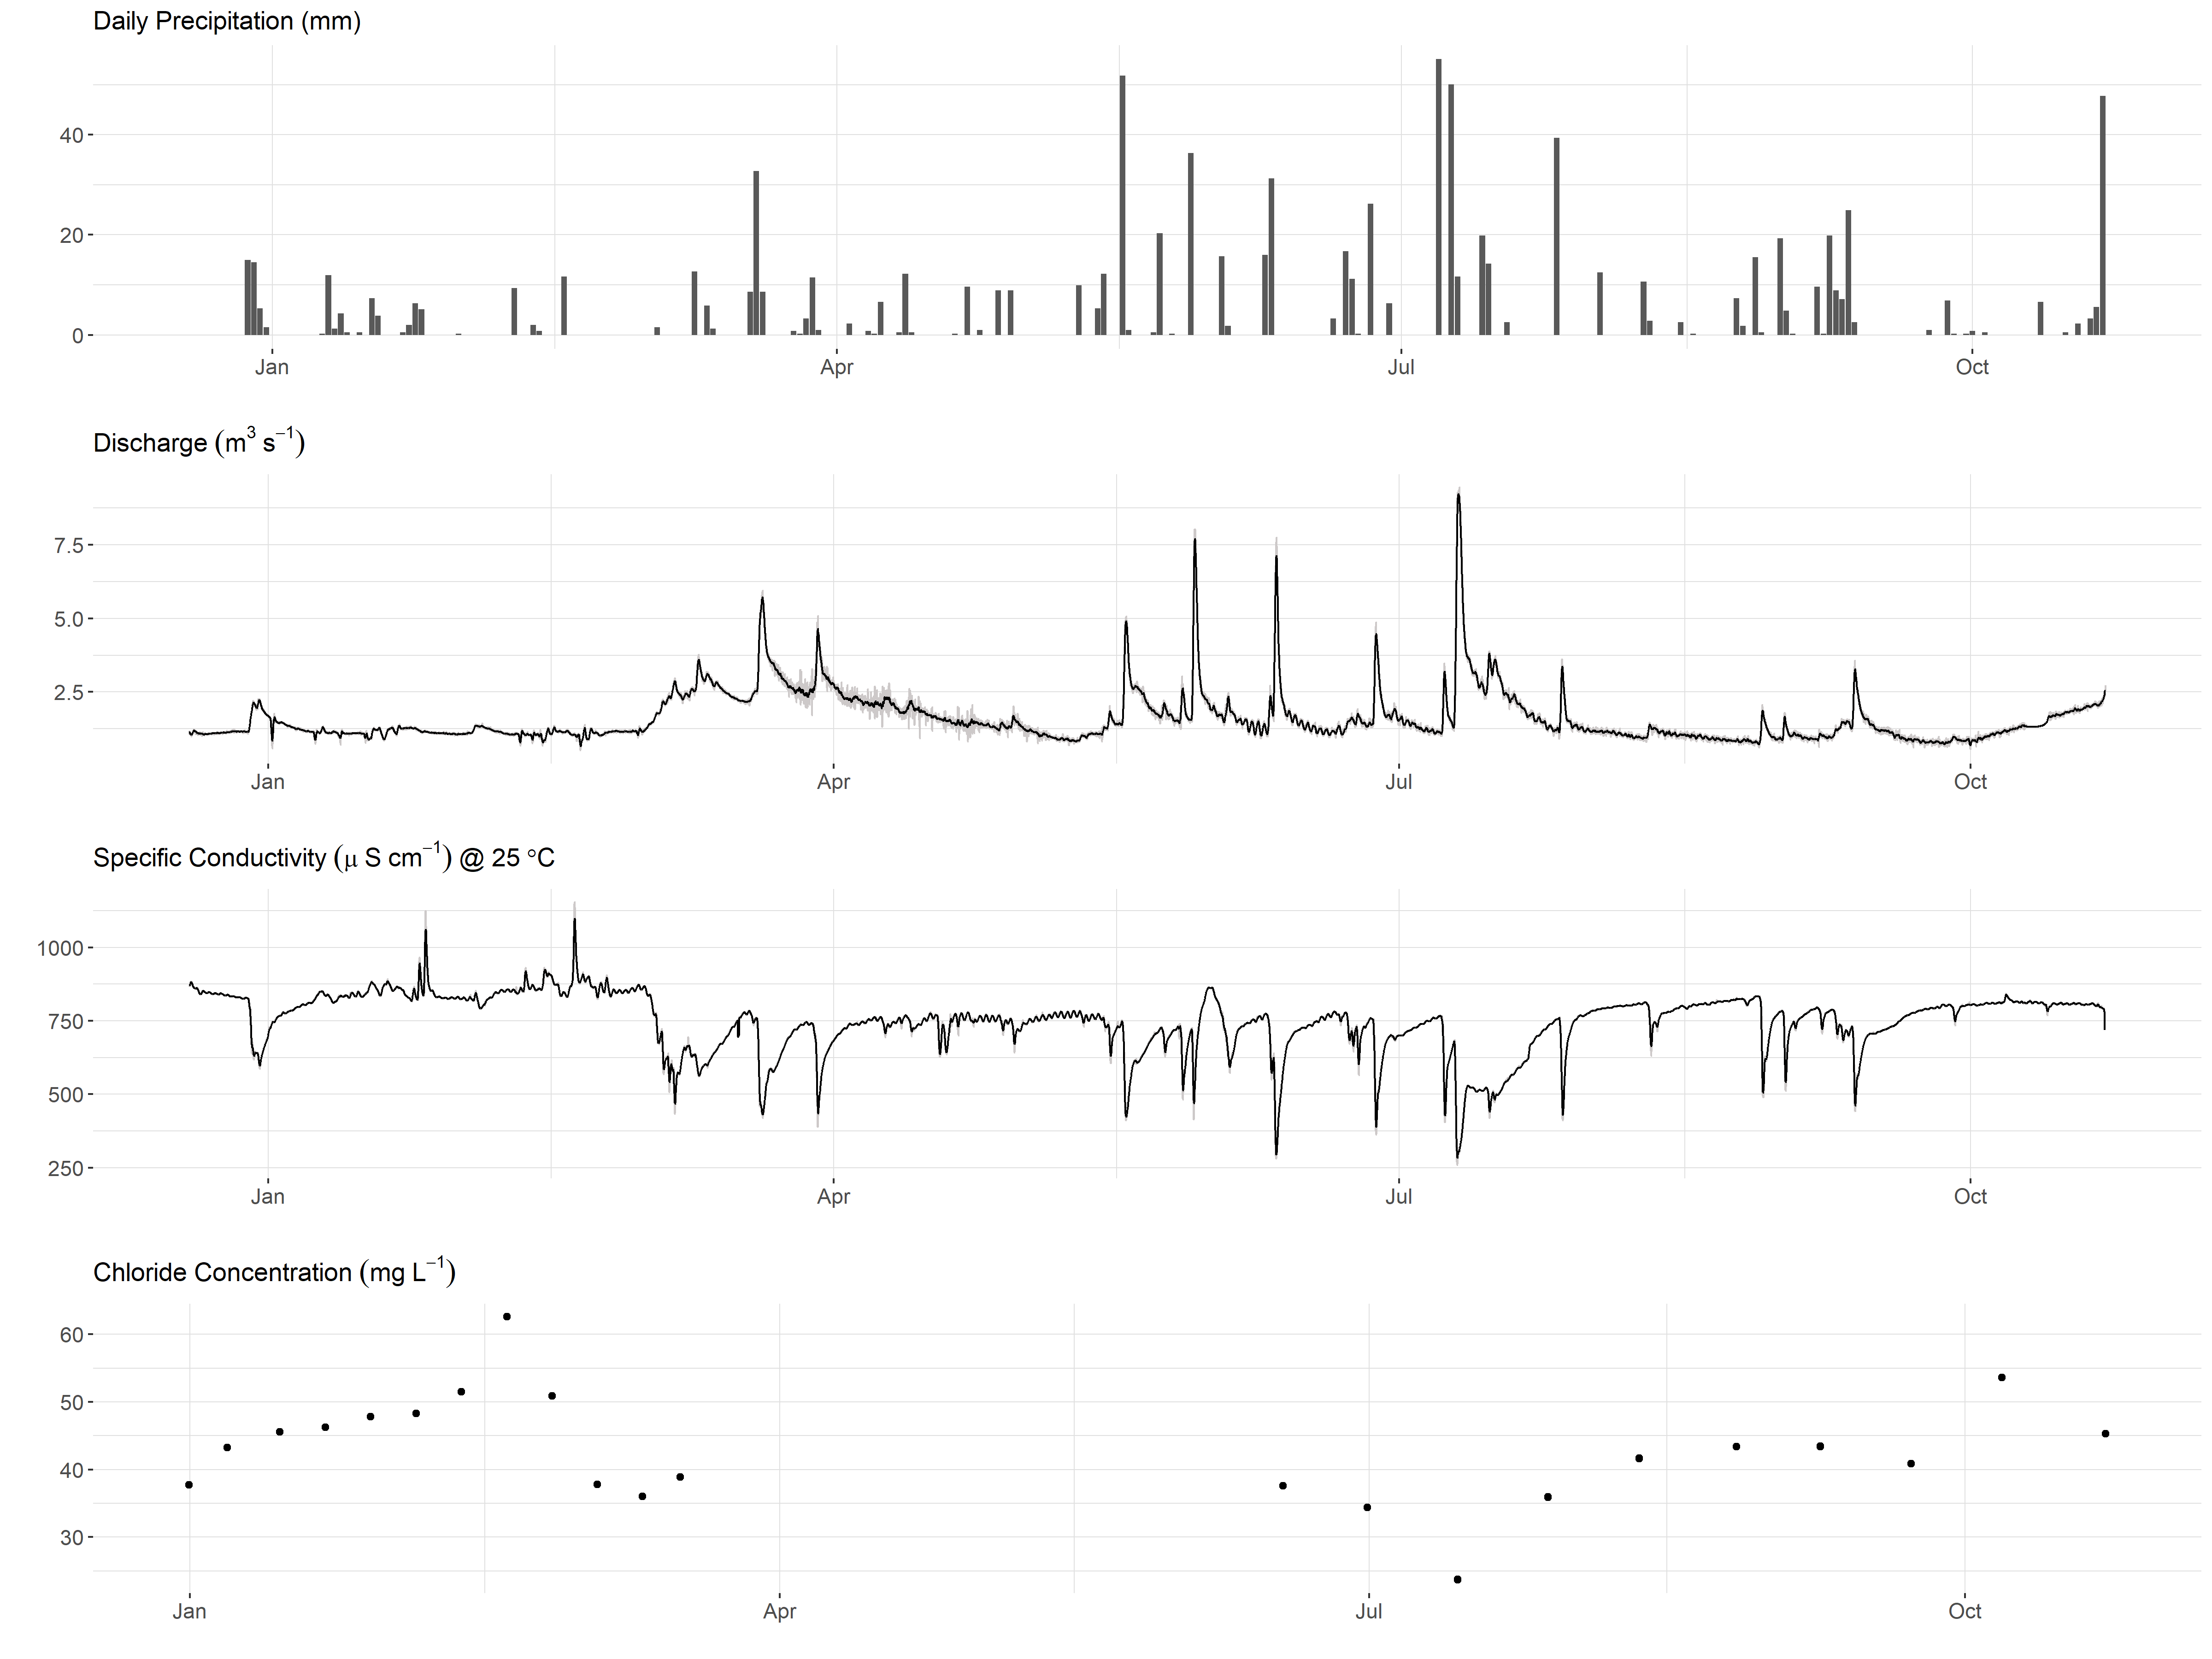 Daily Precipitation (mm)
40
20
0
Jan Apr Jul Oct
Discharge (m³ s⁻¹)
7.5
5.0
2.5
Jan Apr Jul Oct
Specific Conductivity (μ S cm⁻¹) @ 25 °C
1000
750
500
250
Jan Apr Jul Oct
Chloride Concentration (mg L⁻¹)
60
50
40
30
Jan Apr Jul Oct